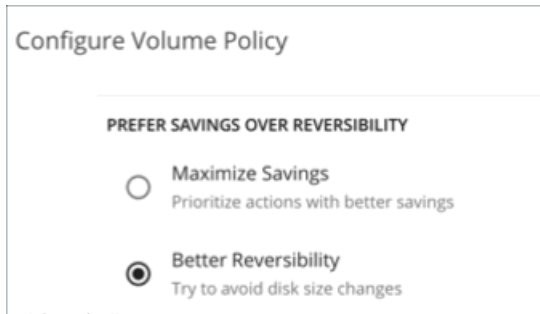 Configure Volume Policy
PREFER SAVINGS OVER REVERSIBILITY
Maximize Savings
Prioritize actions with better savings
Better Reversibility
Try to avoid disk size changes